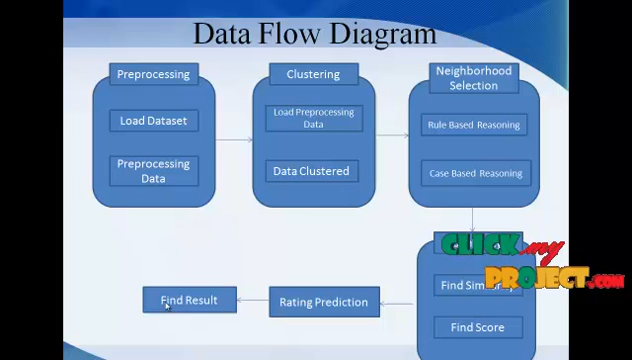 Data Flow Diagram
Preprocessing
Load Dataset
Preprocessing
Data
Clustering
Load Preprocessing
Data
Data Clustered
Neighborhood
Selection
Rule Based Reasoning
Case Based Reasoning
CLICK my
PROJECT.COM
Find
Find Score
Rating Prediction
Find Result